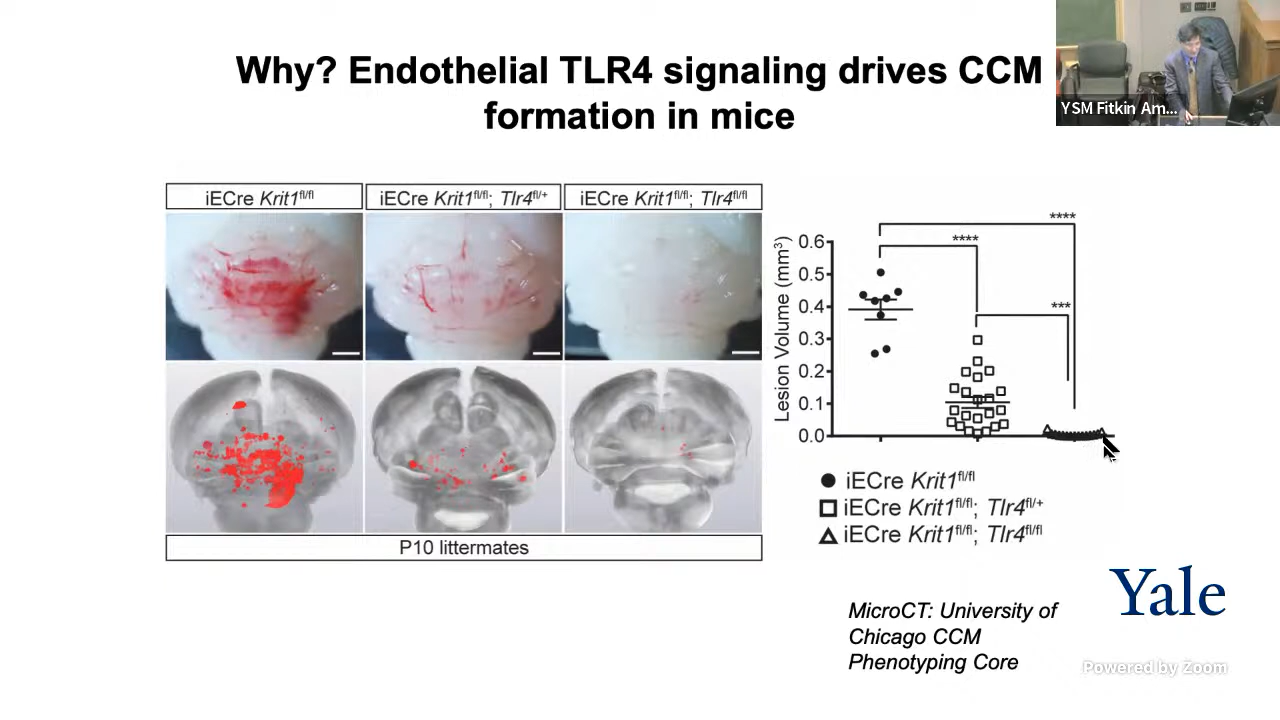 Why? Endothelial TLR4 signaling drives CCM
formation in mice
YSM Fitkin Am...
iECre Krit1fl/fl
iECre Krit1fl/fl; Tlr4fl/+
iECre Krit1fl/fl; Tlr4fl/fl
P10 littermates
Lesion Volume (mm³)
0.6
0.5
0.4
0.3
0.2
0.1
0.0
****
****
***
iECre Krit1fl/fl
iECre Krit1fl/fl; Tlr4fl/+
iECre Krit1fl/fl; Tlr4fl/fl
MicroCT: University of
Chicago CCM
Phenotyping Core
Yale
Powered by Zoom